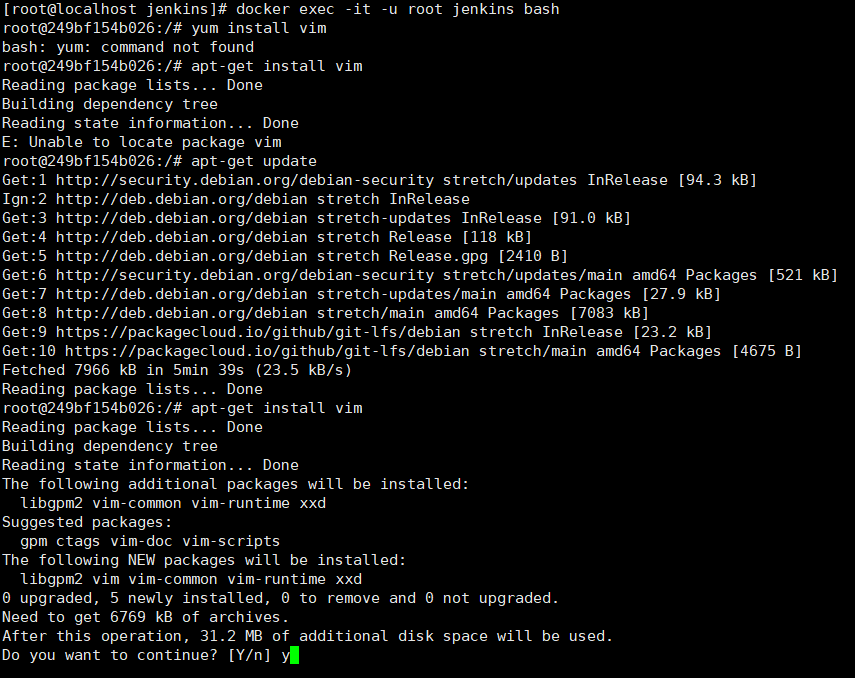 [root@localhost jenkins]# docker exec -it -u root jenkins bash
root@249bf154b026:/# yum install vim
bash: yum: command not found
root@249bf154b026:/# apt-get install vim
Reading package lists... Done
Building dependency tree
Reading state information... Done
E: Unable to locate package vim
root@249bf154b026:/# apt-get update
Get:1 http://security.debian.org/debian-security stretch/updates InRelease [94.3 kB]
Ign:2 http://deb.debian.org/debian stretch InRelease
Get:3 http://deb.debian.org/debian stretch-updates InRelease [91.0 kB]
Get:4 http://deb.debian.org/debian stretch Release [118 kB]
Get:5 http://deb.debian.org/debian stretch Release.gpg [2410 B]
Get:6 http://security.debian.org/debian-security stretch/updates/main amd64 Packages [521 kB]
Get:7 http://deb.debian.org/debian stretch-updates/main amd64 Packages [27.9 kB]
Get:8 http://deb.debian.org/debian stretch/main amd64 Packages [7083 kB]
Get:9 https://packagecloud.io/github/git-lfs/debian stretch InRelease [23.2 kB]
Get:10 https://packagecloud.io/github/git-lfs/debian stretch/main amd64 Packages [4675 B]
Fetched 7966 kB in 5min 39s (23.5 kB/s)
Reading package lists... Done
root@249bf154b026:/# apt-get install vim
Reading package lists... Done
Building dependency tree
Reading state information... Done
The following additional packages will be installed:
  libgpm2 vim-common vim-runtime xxd
Suggested packages:
  gpm ctags vim-doc vim-scripts
The following NEW packages will be installed:
  libgpm2 vim vim-common vim-runtime xxd
0 upgraded, 5 newly installed, 0 to remove and 0 not upgraded.
Need to get 6769 kB of archives.
After this operation, 31.2 MB of additional disk space will be used.
Do you want to continue? [Y/n] y